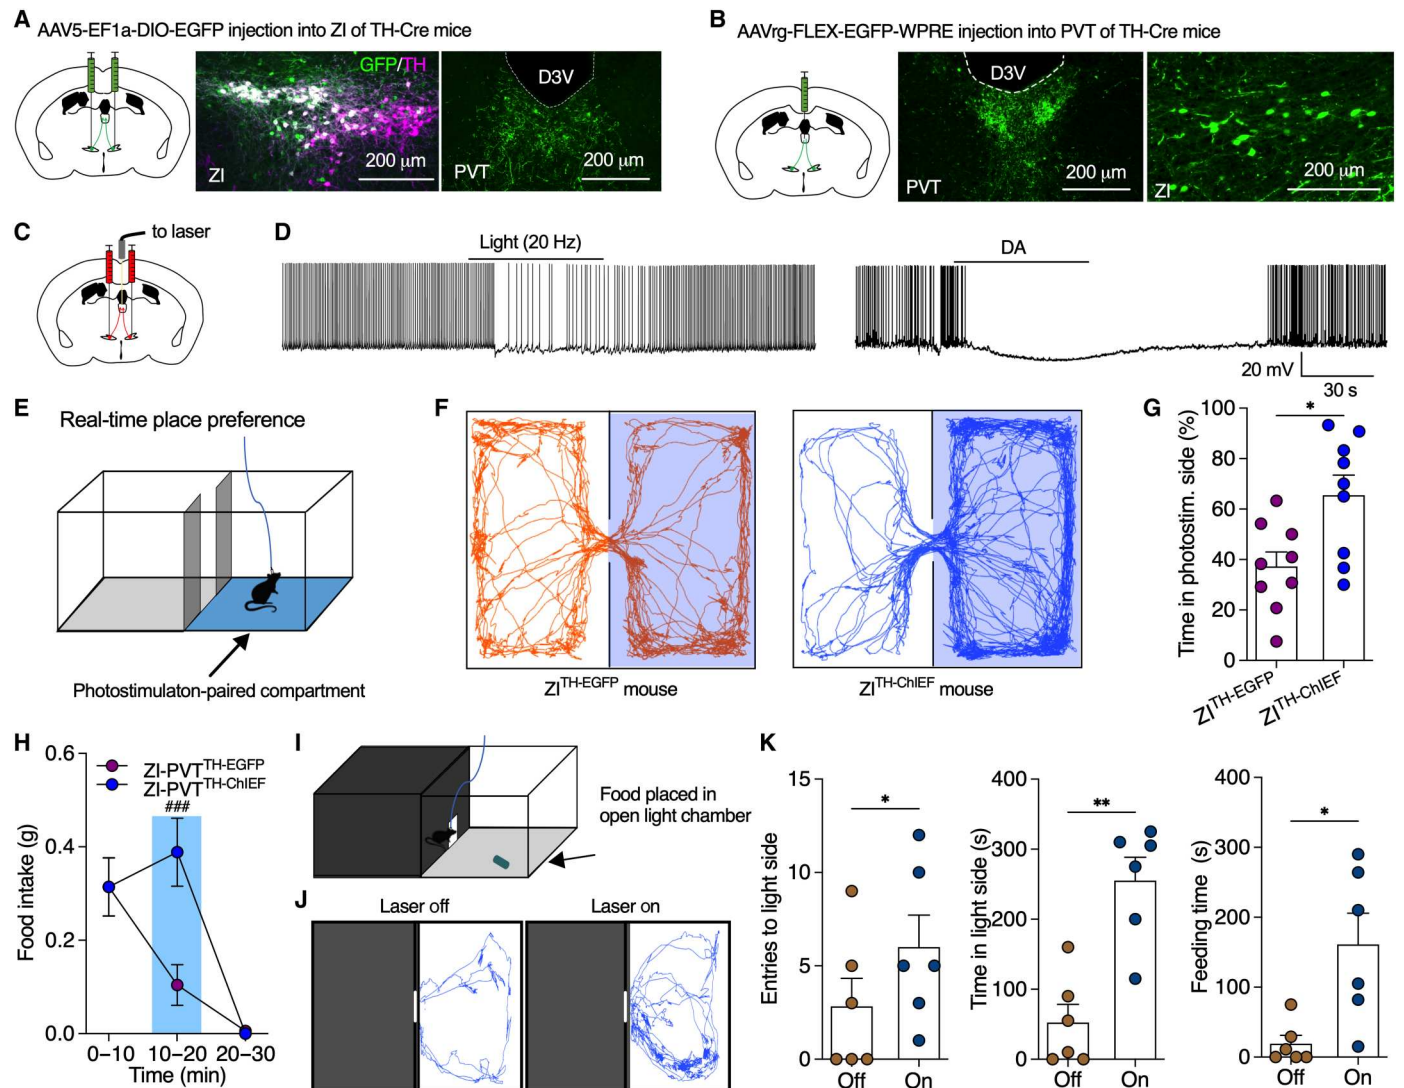 A
AAV5-EF1a-DIO-EGFP injection into ZI of TH-Cre mice
GFP/TH
ZI
200 μm
D3V
PVT
200 μm
B
AAVrg-FLEX-EGFP-WPRE injection into PVT of TH-Cre mice
D3V
PVT
200 μm
ZI
200 μm
C
to laser
D
Light (20 Hz)
DA
20 mV
30 s
E
Real-time place preference
Photostimulaton-paired compartment
F
ZITH-EGFP mouse
ZITH-ChIEF mouse
G
Time in photostim. side (%)
100
80
60
40
20
0
*
ZITH-EGFP
ZITH-ChIEF
H
Food intake (g)
0.6
0.4
0.2
0.0
ZI-PVTTH-EGFP
ZI-PVTTH-ChIEF
###
0–10 10–20 20–30
Time (min)
I
Food placed in
open light chamber
J
Laser off
Laser on
K
Entries to light side
15
10
5
0
*
Off On
Time in light side (s)
400
300
200
100
0
**
Off On
Feeding time (s)
400
300
200
100
0
*
Off On